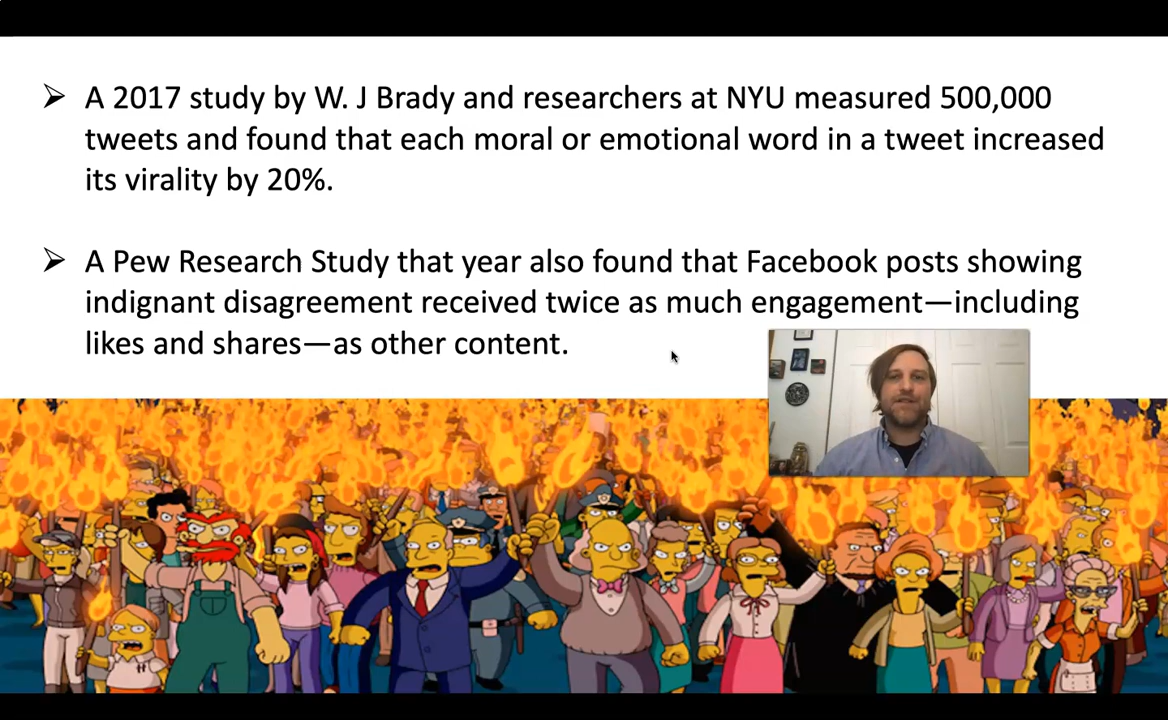 A 2017 study by W. J Brady and researchers at NYU measured 500,000
tweets and found that each moral or emotional word in a tweet increased
its virality by 20%.
A Pew Research Study that year also found that Facebook posts showing
indignant disagreement received twice as much engagement—including
likes and shares—as other content.